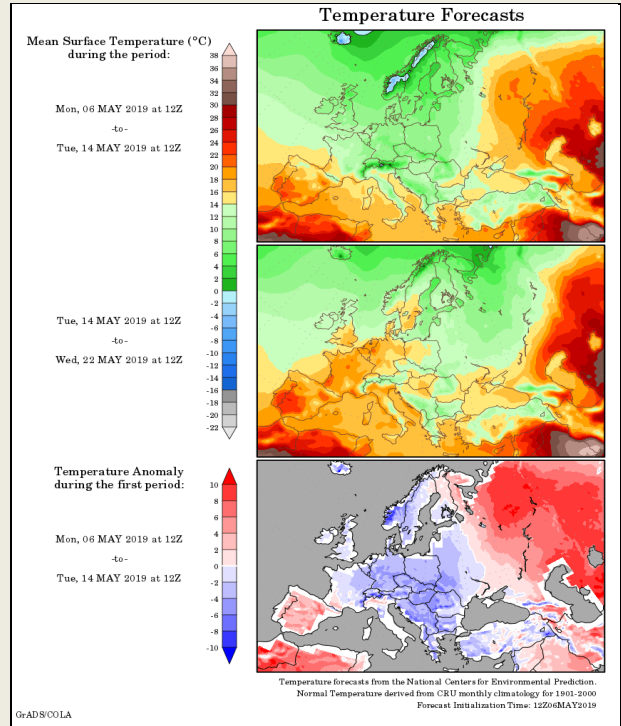 Temperature Forecasts
Mean Surface Temperature (°C)
during the period:
Mon, 06 MAY 2019 at 12Z
-to-
Tue, 14 MAY 2019 at 12Z
Tue, 14 MAY 2019 at 12Z
-to-
Wed, 22 MAY 2019 at 12Z
38
36
34
32
30
28
26
24
22
20
18
16
14
12
10
8
6
4
2
0
-2
-4
-6
-8
-10
-12
-14
-16
-18
-20
-22
Temperature Anomaly
during the first period:
Mon, 06 MAY 2019 at 12Z
-to-
Tue, 14 MAY 2019 at 12Z
10
8
6
4
2
0
-2
-4
-6
-8
-10
Temperature forecasts from the National Centers for Environmental Prediction.
Normal Temperature derived from CRU monthly climatology for 1901-2000
Forecast Initialization Time: 12Z06MAY2019
GrADS/COLA